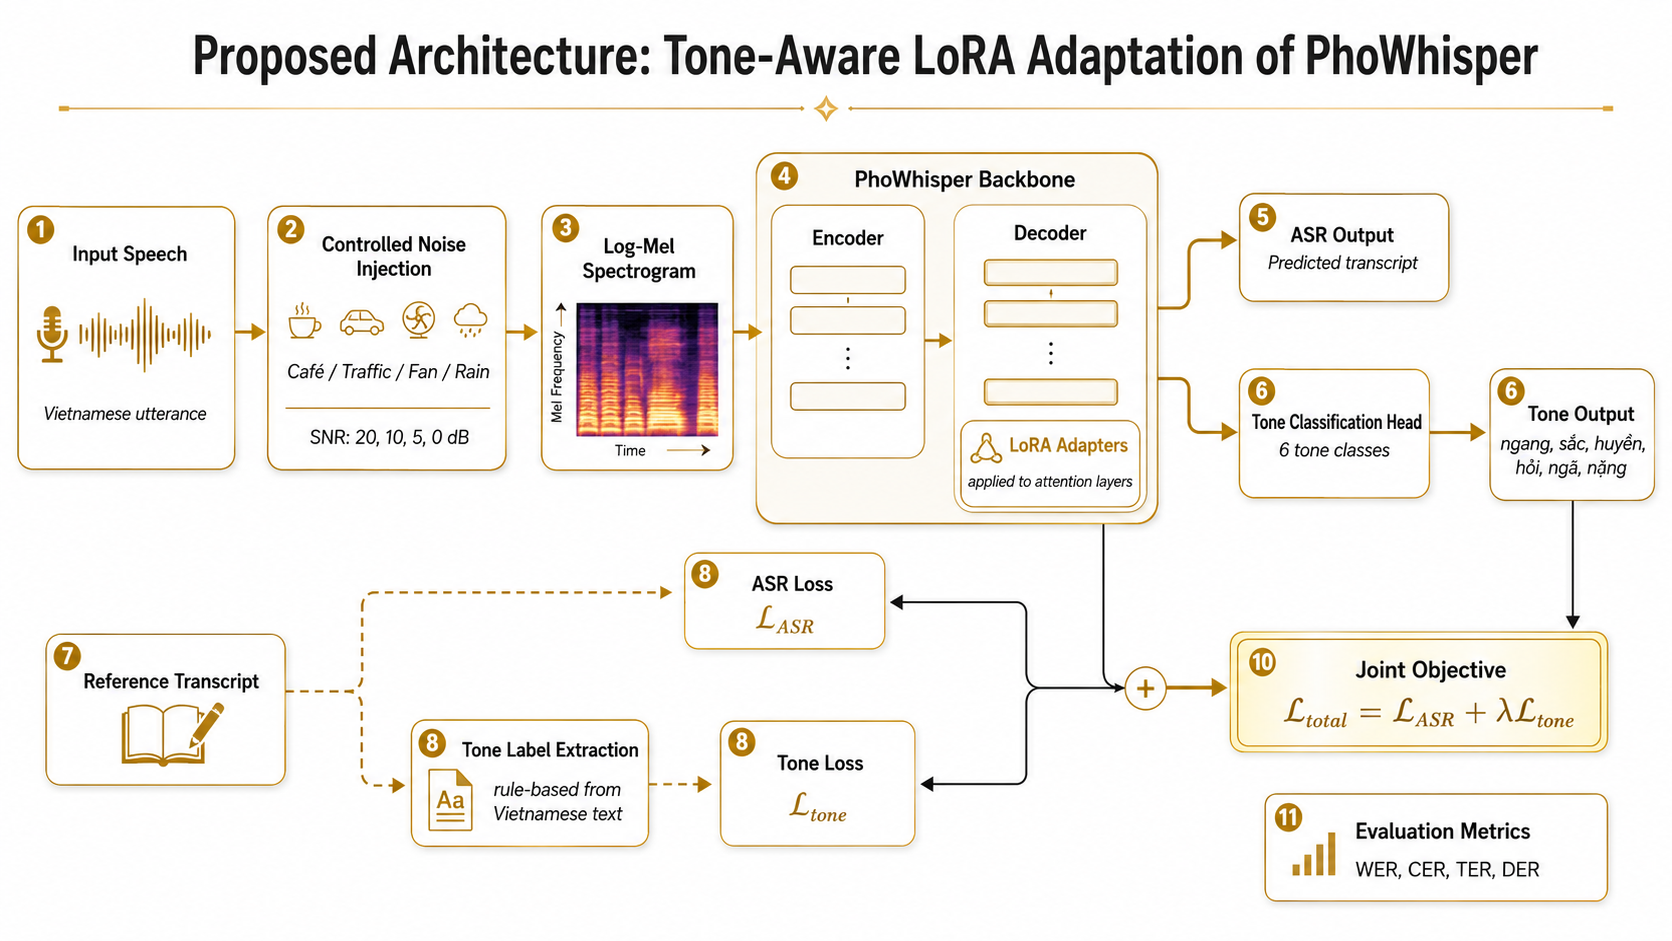 Proposed Architecture: Tone-Aware LoRA Adaptation of PhoWhisper
1
Input Speech
Vietnamese utterance
2
Controlled Noise
Injection
Café / Traffic / Fan / Rain
SNR: 20, 10, 5, 0 dB
3
Log-Mel
Spectrogram
Mel Frequency
Time
4
PhoWhisper Backbone
Encoder
Decoder
LoRA Adapters
applied to attention layers
5
ASR Output
Predicted transcript
6
Tone Classification Head
6 tone classes
6
Tone Output
ngang, sắc, huyền,
hỏi, ngã, nặng
7
Reference Transcript
8
ASR Loss
ℒ_ASR
8
Tone Label Extraction
Aa
rule-based from
Vietnamese text
8
Tone Loss
ℒ_tone
+
10
Joint Objective
ℒ_total = ℒ_ASR + λℒ_tone
11
Evaluation Metrics
WER, CER, TER, DER